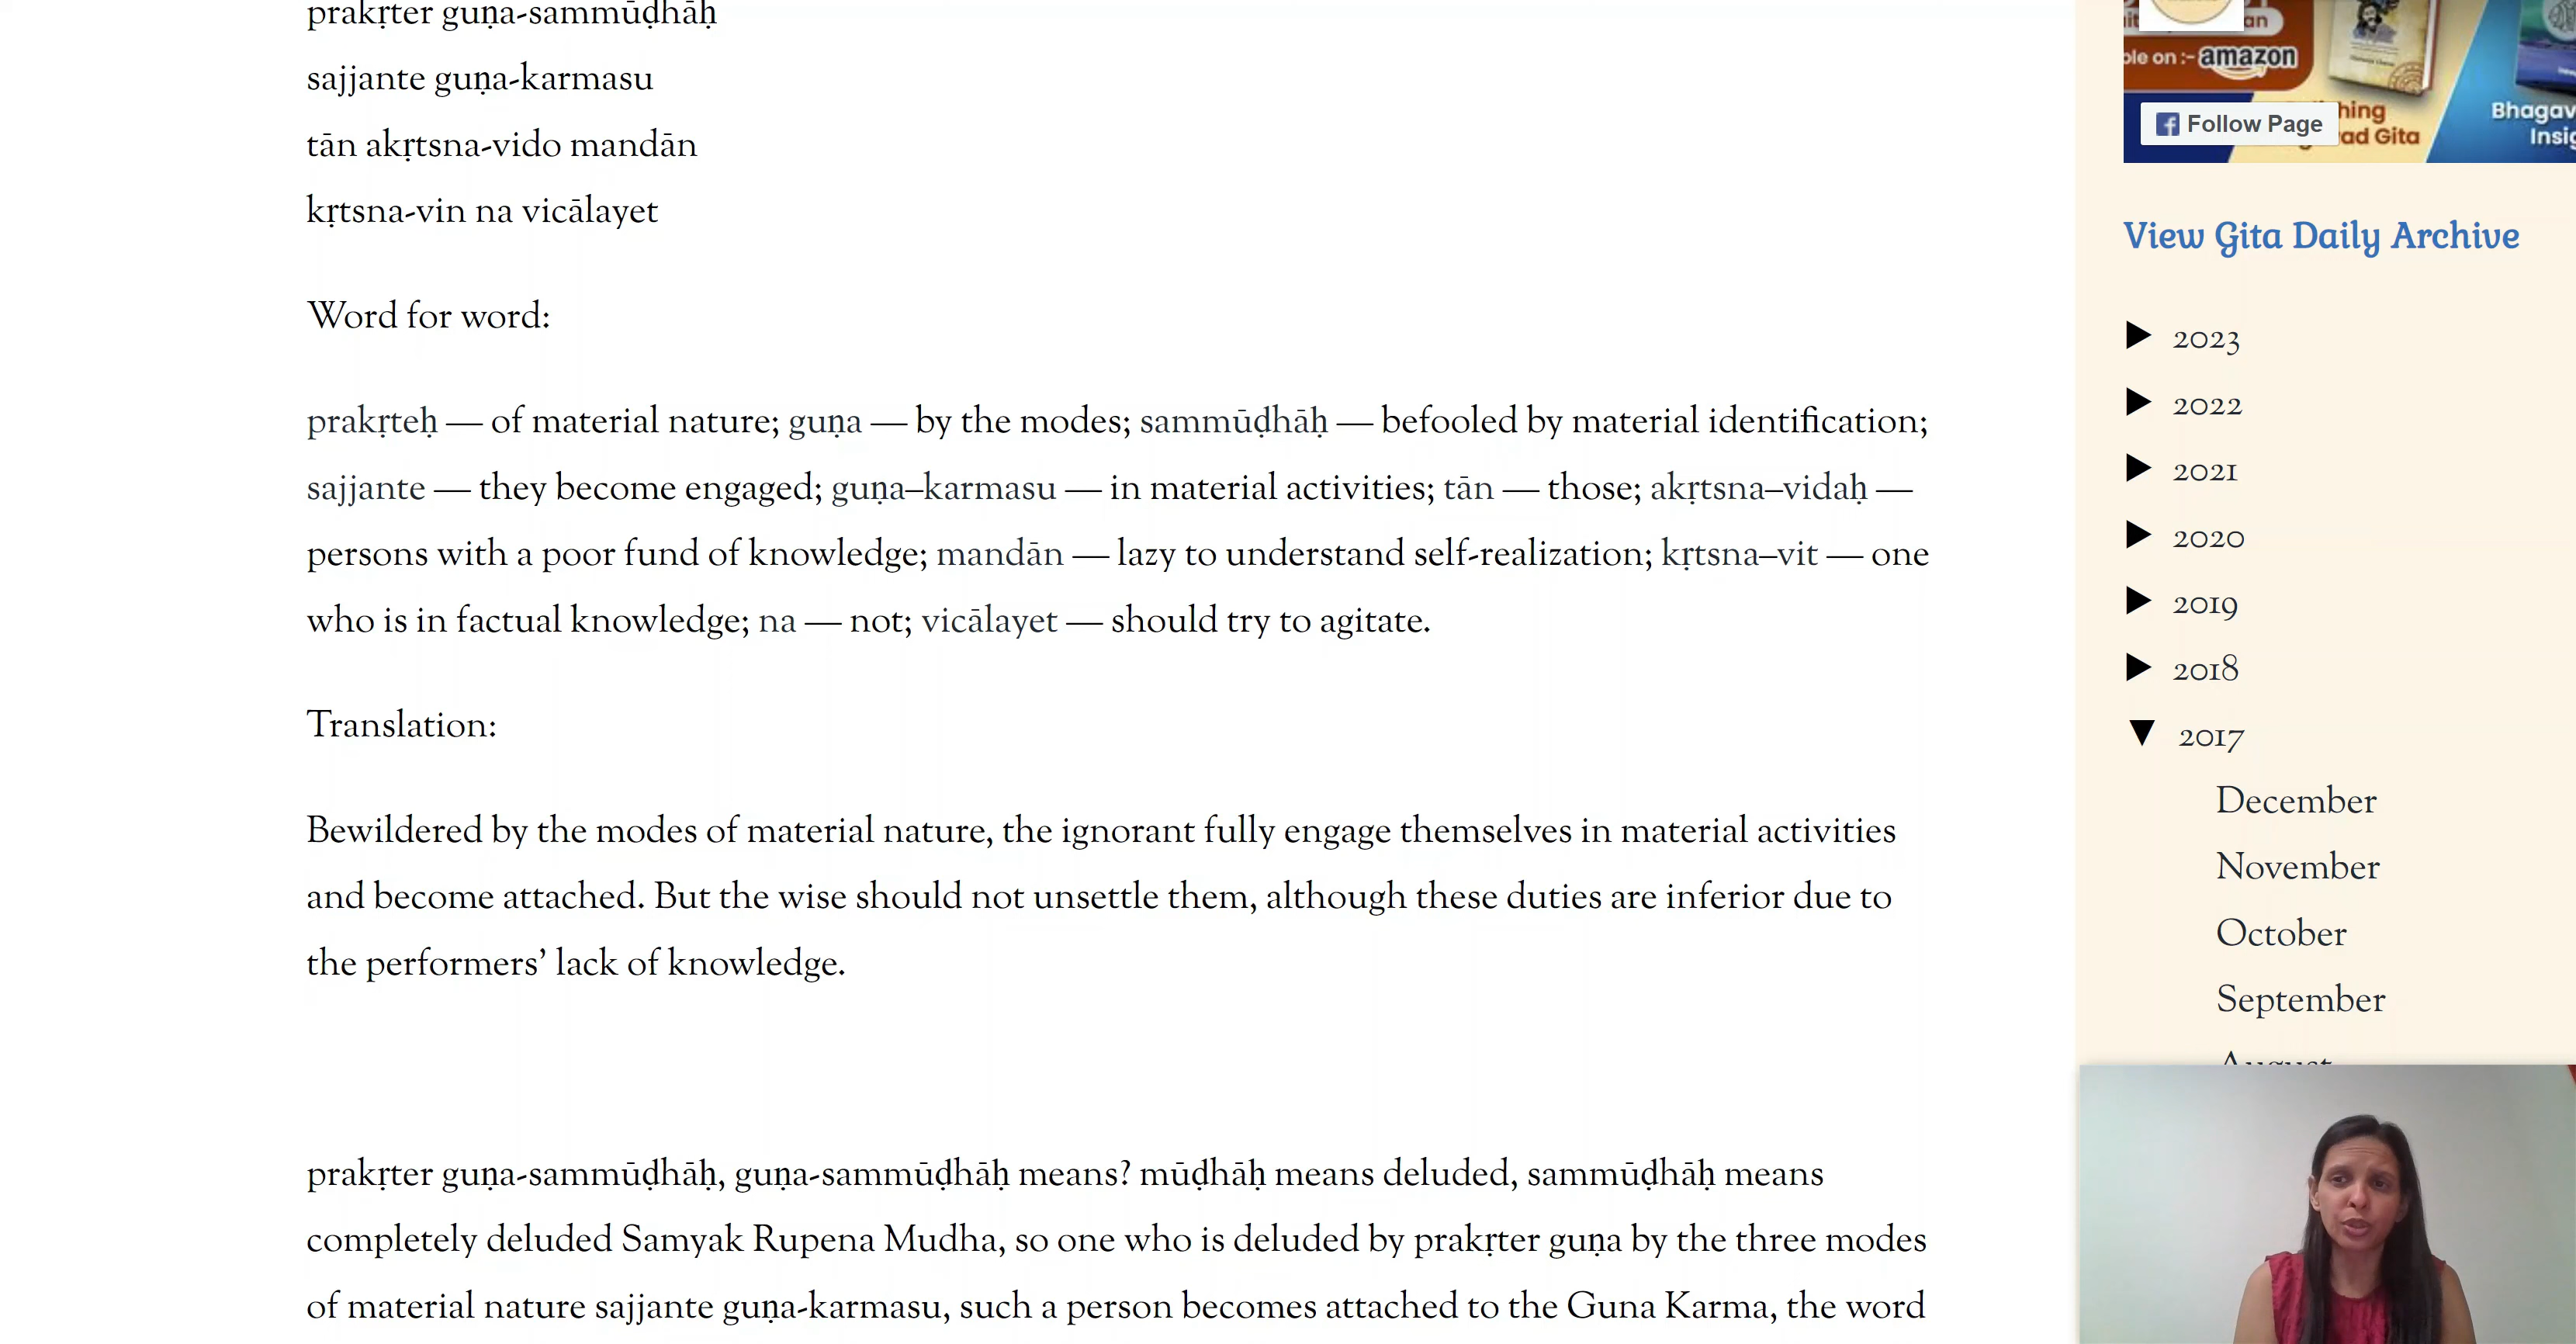 prakṛter guṇa-sammūḍhāḥ
sajjante guṇa-karmasu
tān akṛtsna-vido mandān
kṛtsna-vin na vicālayet
Word for word:
prakṛteḥ — of material nature; guṇa — by the modes; sammūḍhāḥ — befooled by material identification;
sajjante — they become engaged; guṇa–karmasu — in material activities; tān — those; akṛtsna–vidaḥ —
persons with a poor fund of knowledge; mandān — lazy to understand self-realization; kṛtsna–vit — one
who is in factual knowledge; na — not; vicālayet — should try to agitate.
Translation:
Bewildered by the modes of material nature, the ignorant fully engage themselves in material activities
and become attached. But the wise should not unsettle them, although these duties are inferior due to
the performers’ lack of knowledge.
prakṛter guṇa-sammūḍhāḥ, guṇa-sammūḍhāḥ means? mūḍhāḥ means deluded, sammūḍhāḥ means
completely deluded Samyak Rupena Mudha, so one who is deluded by prakṛter guṇa by the three modes
of material nature sajjante guṇa-karmasu, such a person becomes attached to the Guna Karma, the word
on :- amazon
Follow Page
ad Gita
View Gita Daily Archive
2023
2022
2021
2020
2019
2018
2017
December
November
October
September
August